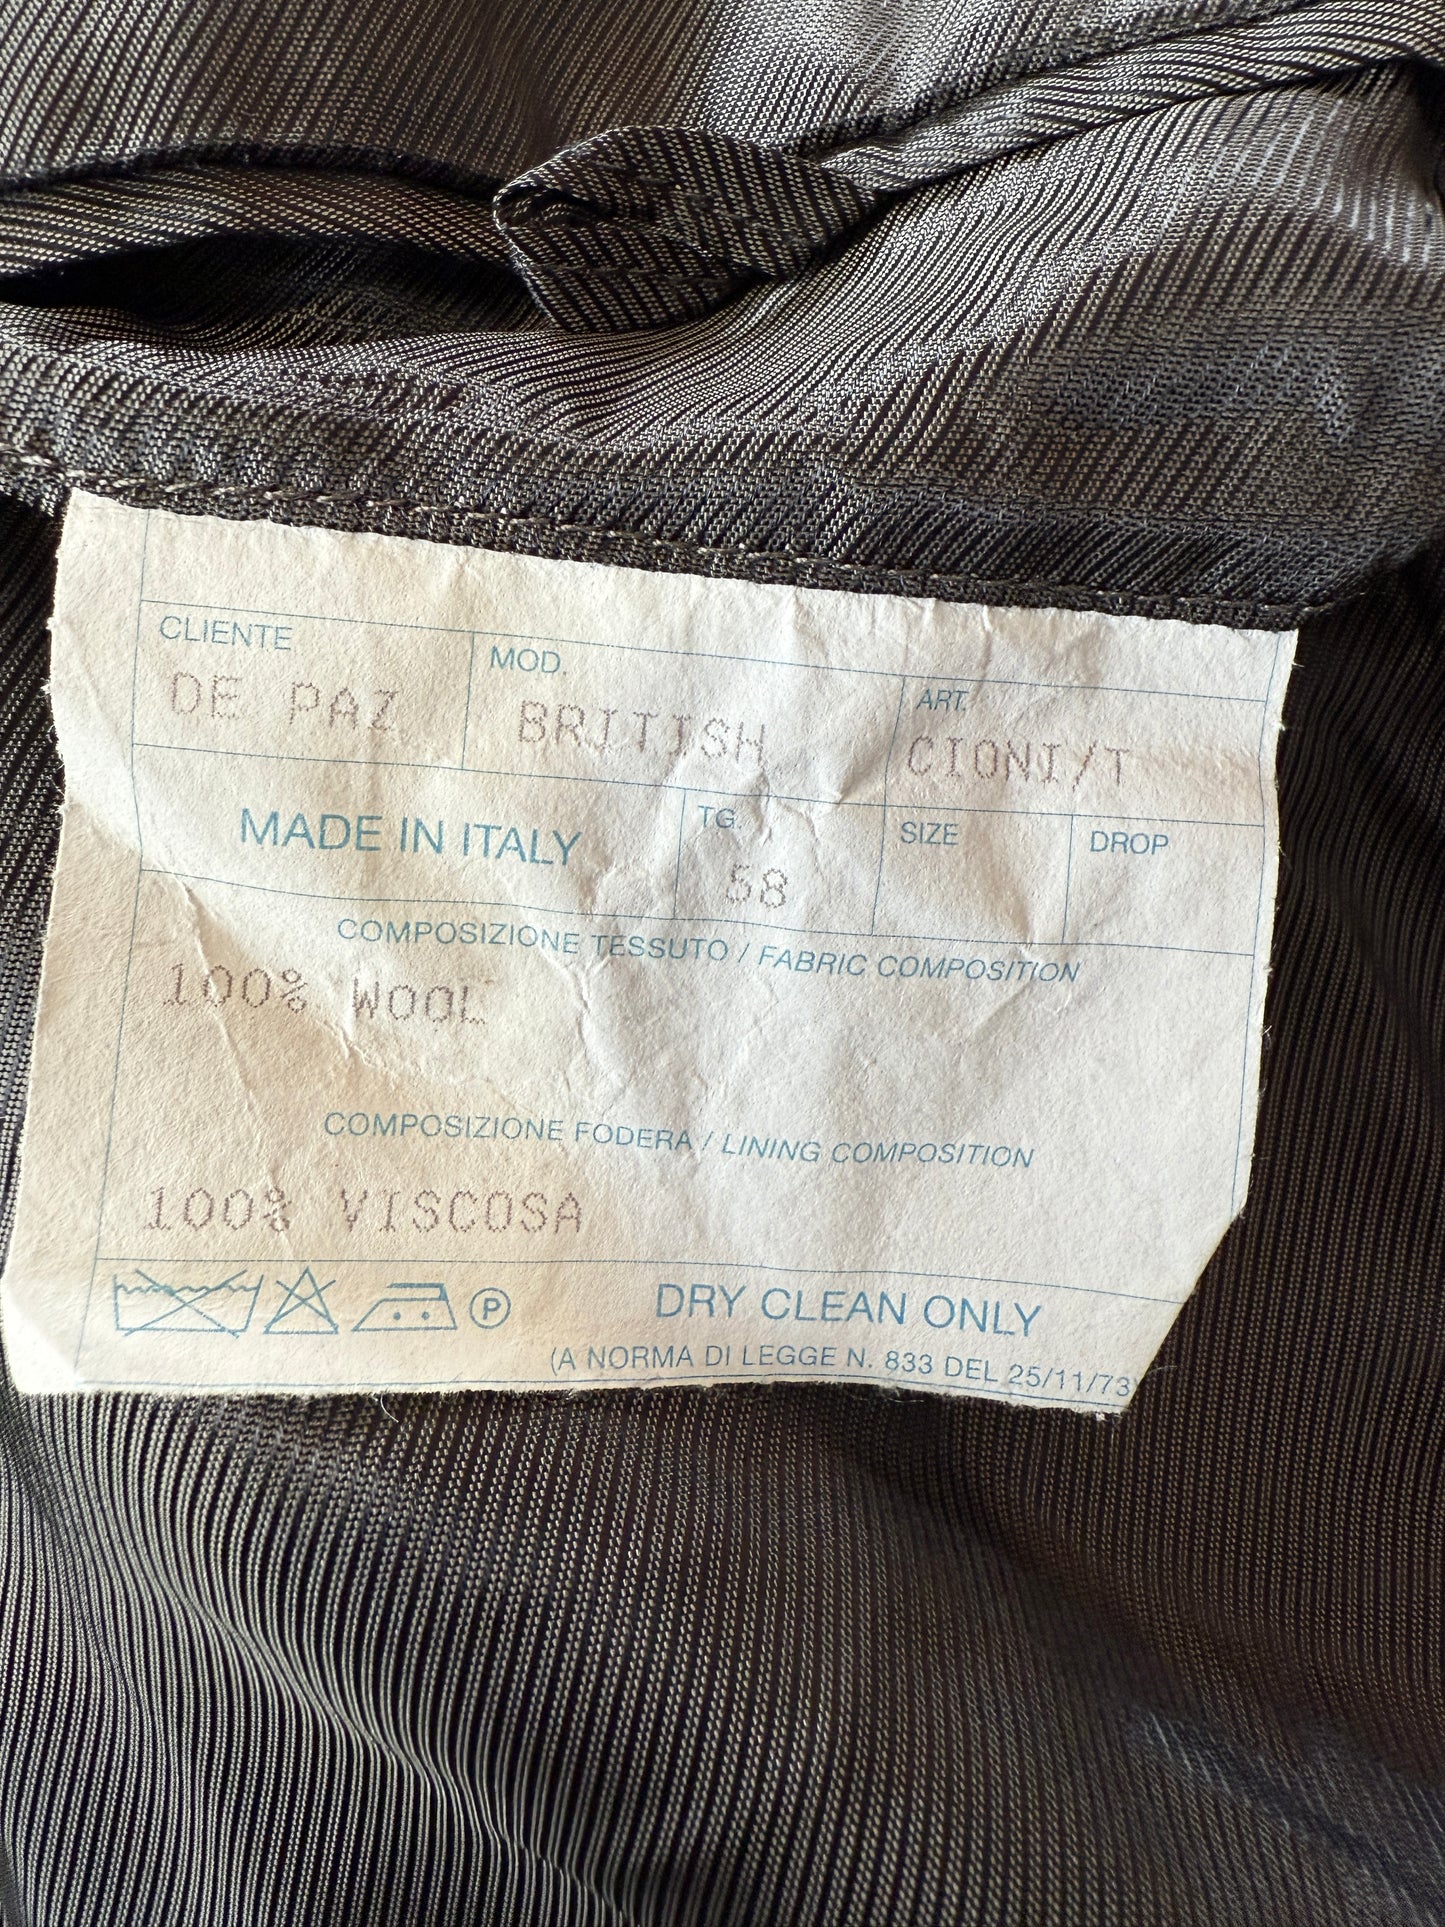 CLIENTE MOD. ART.
DE PAZ BRITISH CIONI/T
MADE IN ITALY TG. SIZE DROP
58
COMPOSIZIONE TESSUTO / FABRIC COMPOSITION
100% WOOL
COMPOSIZIONE FODERA / LINING COMPOSITION
100% VISCOSA
P DRY CLEAN ONLY
(A NORMA DI LEGGE N. 833 DEL 25/11/73)